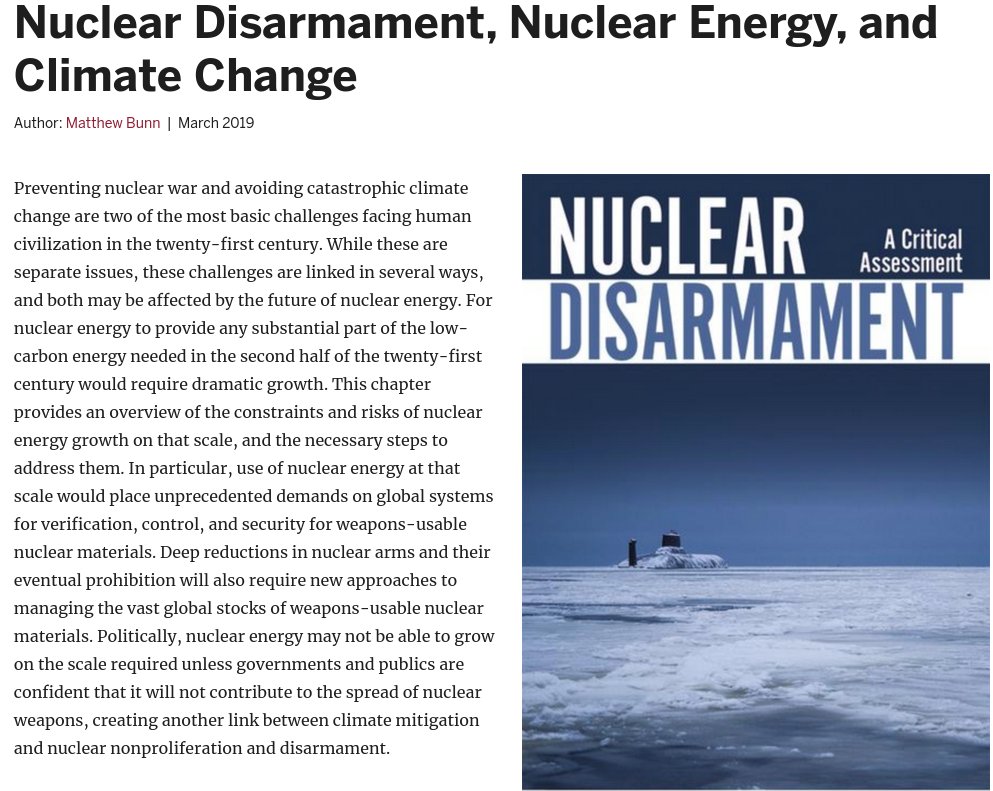 Nuclear Disarmament, Nuclear Energy, and
Climate Change
Author: Matthew Bunn | March 2019
Preventing nuclear war and avoiding catastrophic climate
change are two of the most basic challenges facing human
civilization in the twenty-first century. While these are
separate issues, these challenges are linked in several ways,
and both may be affected by the future of nuclear energy. For
nuclear energy to provide any substantial part of the low-
carbon energy needed in the second half of the twenty-first
century would require dramatic growth. This chapter
provides an overview of the constraints and risks of nuclear
energy growth on that scale, and the necessary steps to
address them. In particular, use of nuclear energy at that
scale would place unprecedented demands on global systems
for verification, control, and security for weapons-usable
nuclear materials. Deep reductions in nuclear arms and their
eventual prohibition will also require new approaches to
managing the vast global stocks of weapons-usable nuclear
materials. Politically, nuclear energy may not be able to grow
on the scale required unless governments and publics are
confident that it will not contribute to the spread of nuclear
weapons, creating another link between climate mitigation
and nuclear nonproliferation and disarmament.
NUCLEAR
A Critical
Assessment
DISARMAMENT